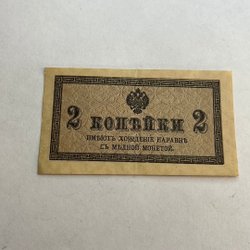 2 КОПѢЙКИ 2
ИМѢЮТЪ ХОЖДЕНІЕ НАРАВНѢ
СЪ МѢДНОЙ МОНЕТОЙ.